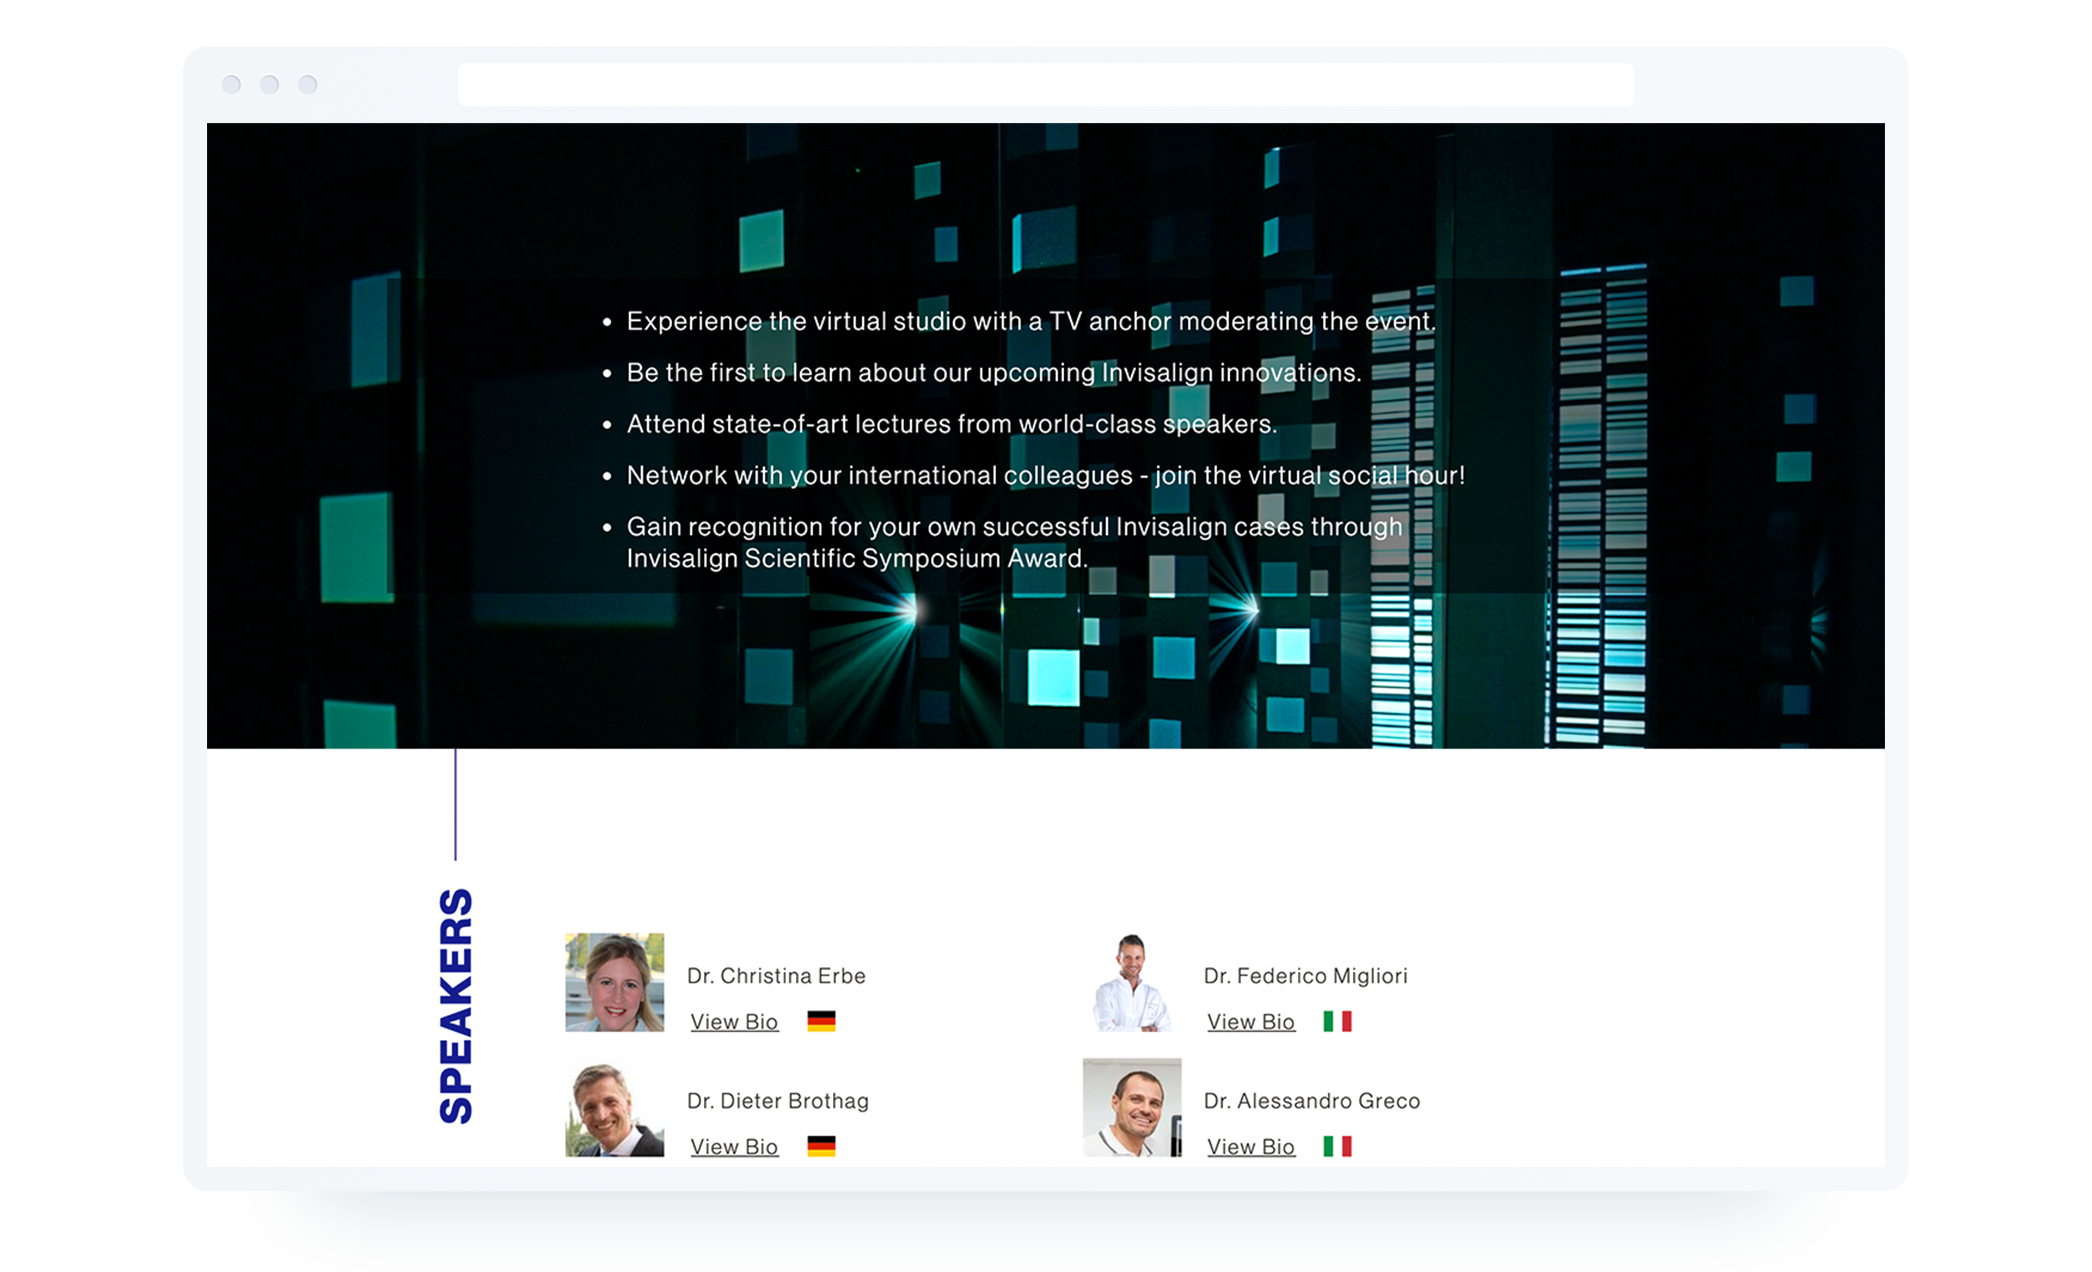 Experience the virtual studio with a TV anchor moderating the event.
Be the first to learn about our upcoming Invisalign innovations.
Attend state-of-art lectures from world-class speakers.
Network with your international colleagues - join the virtual social hour!
Gain recognition for your own successful Invisalign cases through
Invisalign Scientific Symposium Award.
SPEAKERS
Dr. Christina Erbe
View Bio
Dr. Federico Migliori
View Bio
Dr. Dieter Brothag
View Bio
Dr. Alessandro Greco
View Bio